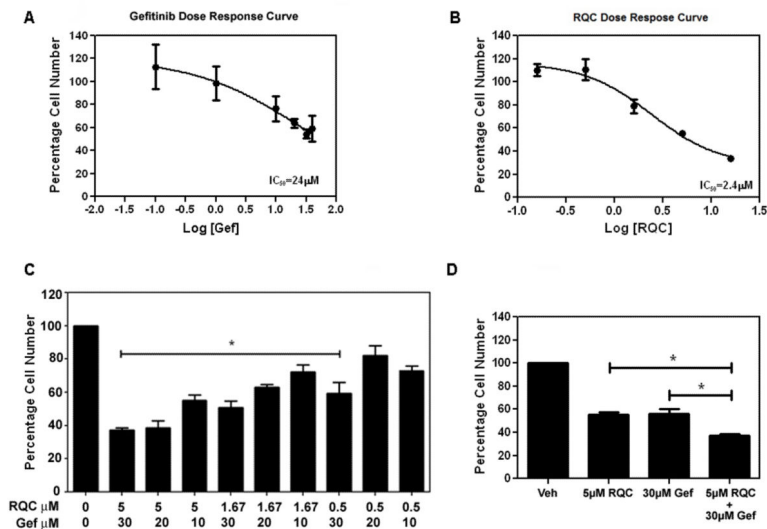 A
Gefitinib Dose Response Curve
Percentage Cell Number
140
120
100
80
60
40
20
0
IC₅₀=24µM
-2.0 -1.5 -1.0 -0.5 0.0 0.5 1.0 1.5 2.0
Log [Gef]
B
RQC Dose Respose Curve
Percentage Cell Number
140
120
100
80
60
40
20
0
IC₅₀=2.4µM
-1.0 -0.5 0.0 0.5 1.0 1.5
Log [RQC]
C
Percentage Cell Number
120
100
80
60
40
20
0
*
RQC µM 0 5 5 5 1.67 1.67 1.67 0.5 0.5 0.5
Gef µM 0 30 20 10 30 20 10 30 20 10
D
Percentage Cell Number
140
120
100
80
60
40
20
0
*
*
Veh 5µM RQC 30µM Gef 5µM RQC
+
30µM Gef